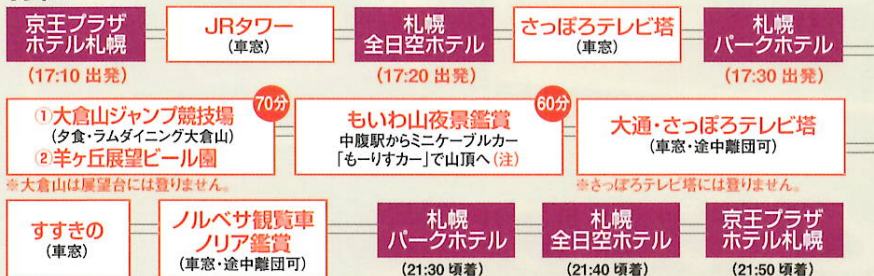 京王プラザ
ホテル札幌
(17:10 出発)
JRタワー
(車窓)
札幌
全日空ホテル
(17:20 出発)
さっぽろテレビ塔
(車窓)
札幌
パークホテル
(17:30 出発)
①大倉山ジャンプ競技場
(夕食・ラムダイニング大倉山)
②羊ヶ丘展望ビール園
70分
※大倉山は展望台には登りません。
もいわ山夜景鑑賞
中腹駅からミニケーブルカー
「もーりすカー」で山頂へ(注)
60分
大通・さっぽろテレビ塔
(車窓・途中離団可)
※さっぽろテレビ塔には登りません。
すすきの
(車窓)
ノルベサ観覧車
ノリア鑑賞
(車窓・途中離団可)
札幌
パークホテル
(21:30 頃着)
札幌
全日空ホテル
(21:40 頃着)
京王プラザ
ホテル札幌
(21:50 頃着)